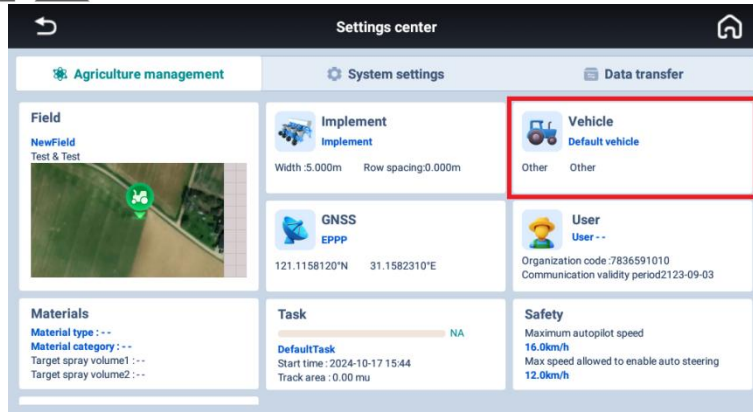 Settings center
Agriculture management
System settings
Data transfer
Field
NewField
Test & Test
Implement
Implement
Width :5.000m Row spacing:0.000m
Vehicle
Default vehicle
Other Other
GNSS
EPPP
121.1158120°N 31.1582310°E
User
User - -
Organization code :7836591010
Communication validity period2123-09-03
Materials
Material type : - -
Material category : - -
Target spray volume1 : - -
Target spray volume2 : - -
Task
NA
DefaultTask
Start time : 2024-10-17 15:44
Track area : 0.00 mu
Safety
Maximum autopilot speed
16.0km/h
Max speed allowed to enable auto steering
12.0km/h